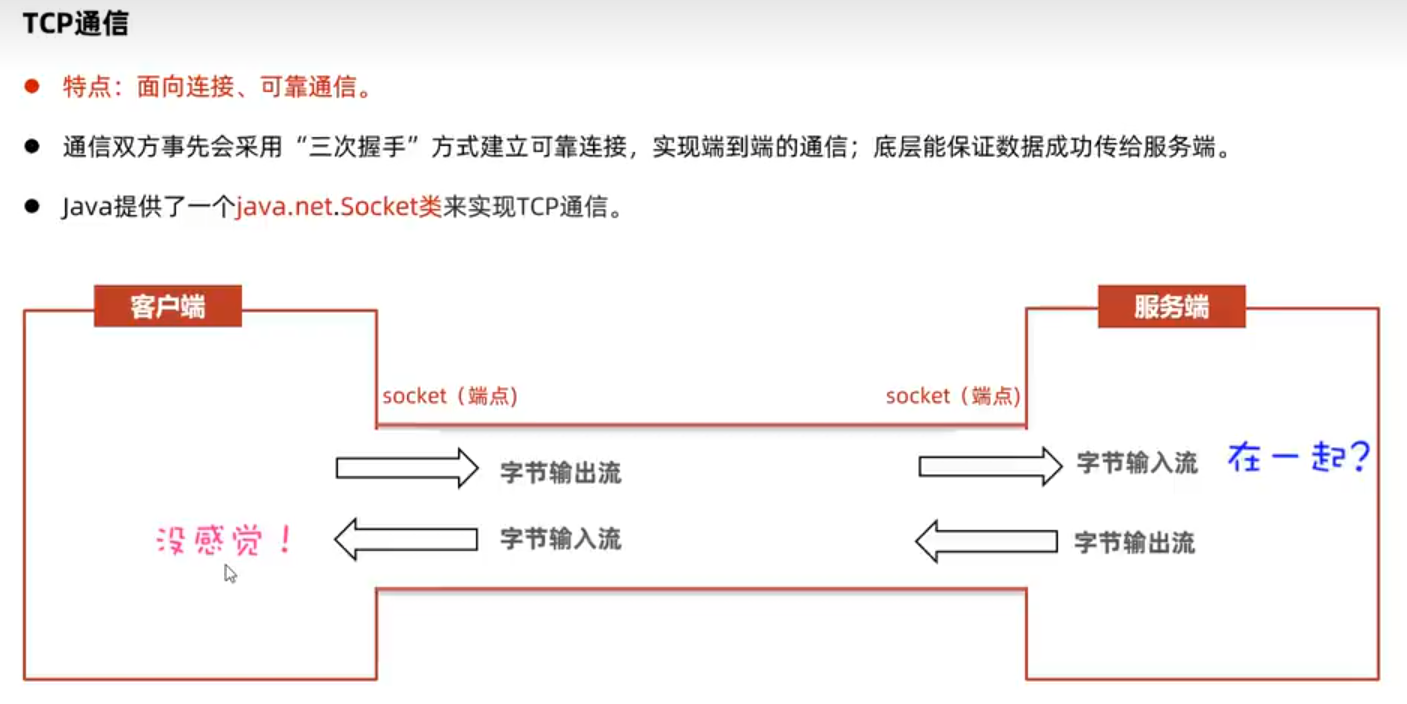 TCP通信
特点：面向连接、可靠通信。
通信双方事先会采用“三次握手”方式建立可靠连接，实现端到端的通信；底层能保证数据成功传给服务端。
Java提供了一个java.net.Socket类来实现TCP通信。
客户端
服务端
socket（端点)
socket（端点)
字节输出流
字节输入流
在一起?
没感觉！
字节输入流
字节输出流